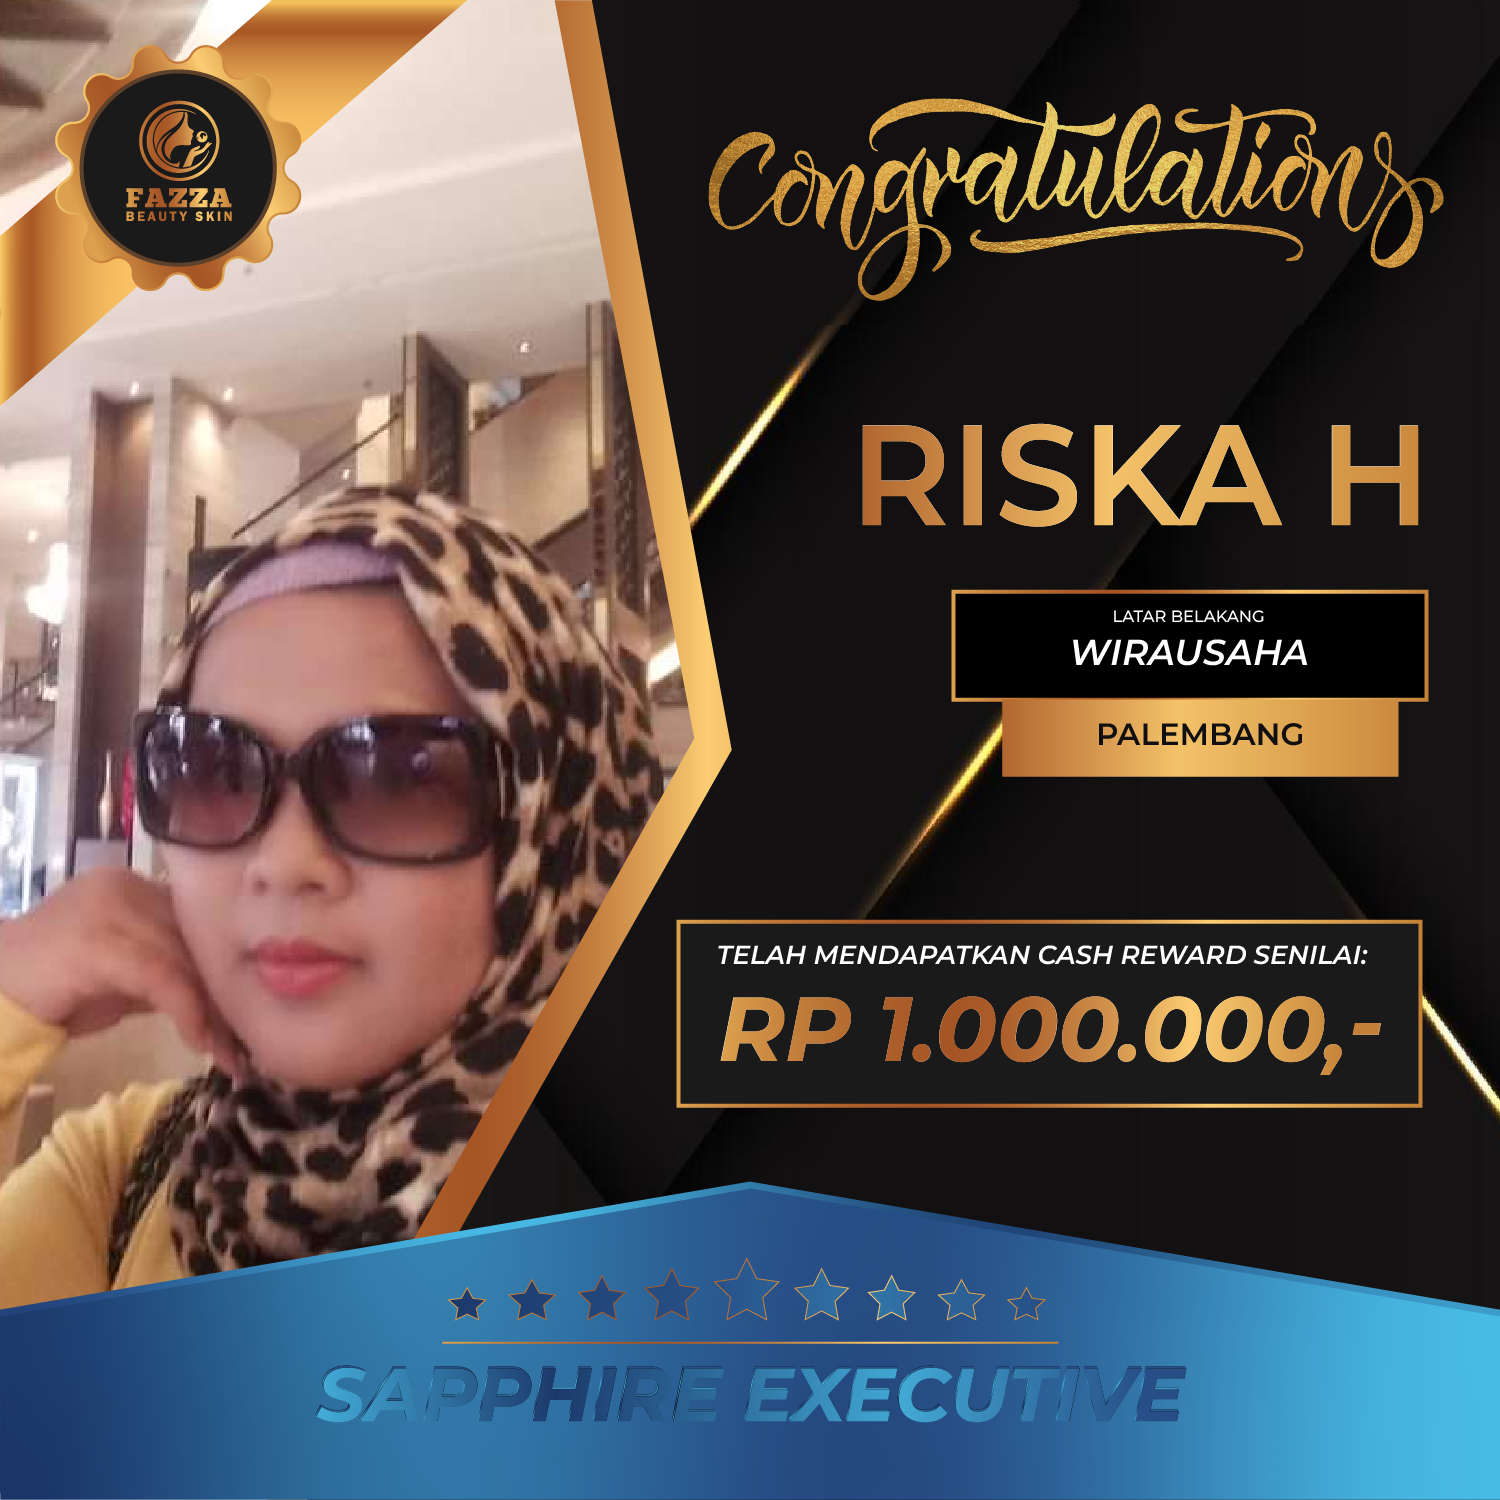 FAZZA
BEAUTY SKIN
Congratulations
RISKA H
LATAR BELAKANG
WIRAUSAHA
PALEMBANG
TELAH MENDAPATKAN CASH REWARD SENILAI:
RP 1.000.000,-
SAPPHIRE EXECUTIVE